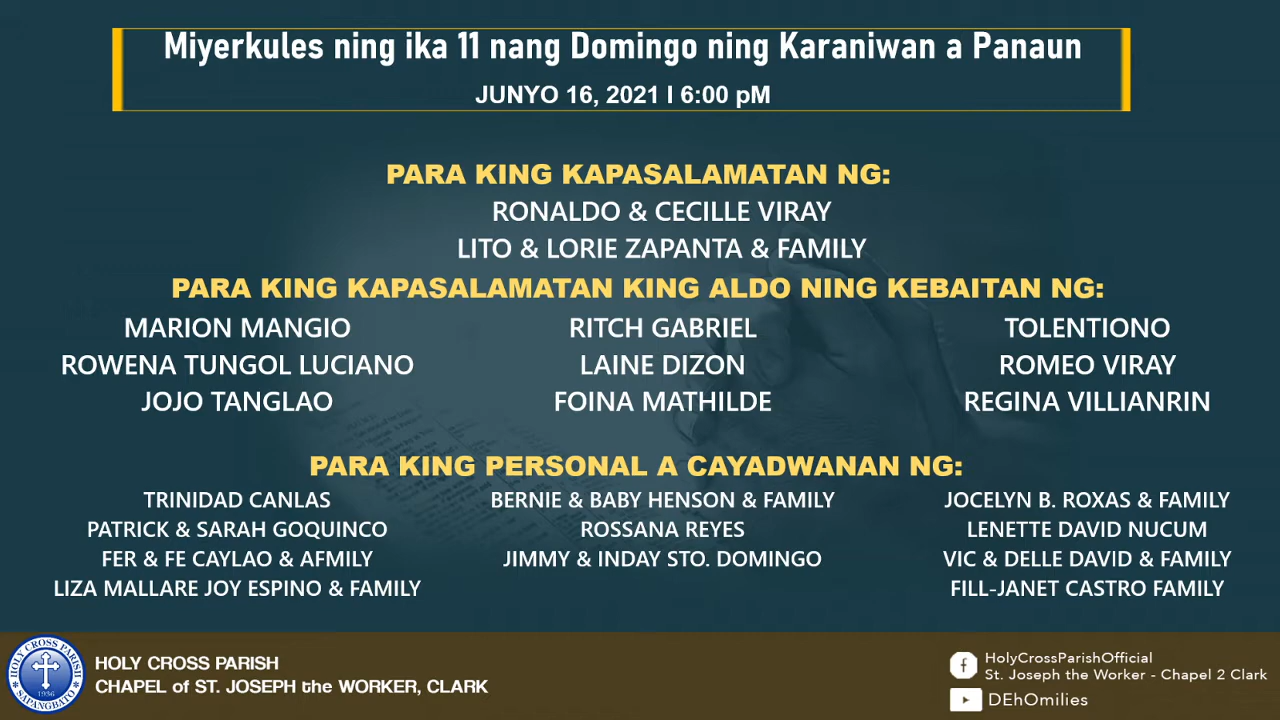 Miyerkules ning ika 11 nang Domingo ning Karaniwan a Panaun
JUNYO 16, 2021 I 6:00 pM
PARA KING KAPASALAMATAN NG:
RONALDO & CECILLE VIRAY
LITO & LORIE ZAPANTA & FAMILY
PARA KING KAPASALAMATAN KING ALDO NING KEBAITAN NG:
MARION MANGIO
ROWENA TUNGOL LUCIANO
JOJO TANGLAO
RITCH GABRIEL
LAINE DIZON
FOINA MATHILDE
TOLENTIONO
ROMEO VIRAY
REGINA VILLIANRIN
PARA KING PERSONAL A CAYADWANAN NG:
TRINIDAD CANLAS
PATRICK & SARAH GOQUINCO
FER & FE CAYLAO & AFMILY
LIZA MALLARE JOY ESPINO & FAMILY
BERNIE & BABY HENSON & FAMILY
ROSSANA REYES
JIMMY & INDAY STO. DOMINGO
JOCELYN B. ROXAS & FAMILY
LENETTE DAVID NUCUM
VIC & DELLE DAVID & FAMILY
FILL-JANET CASTRO FAMILY
HOLY CROSS PARISH
1936
SAPANGBATO
HOLY CROSS PARISH
CHAPEL of ST. JOSEPH the WORKER, CLARK
HolyCrossParishOfficial
St. Joseph the Worker - Chapel 2 Clark
DEhOmilies